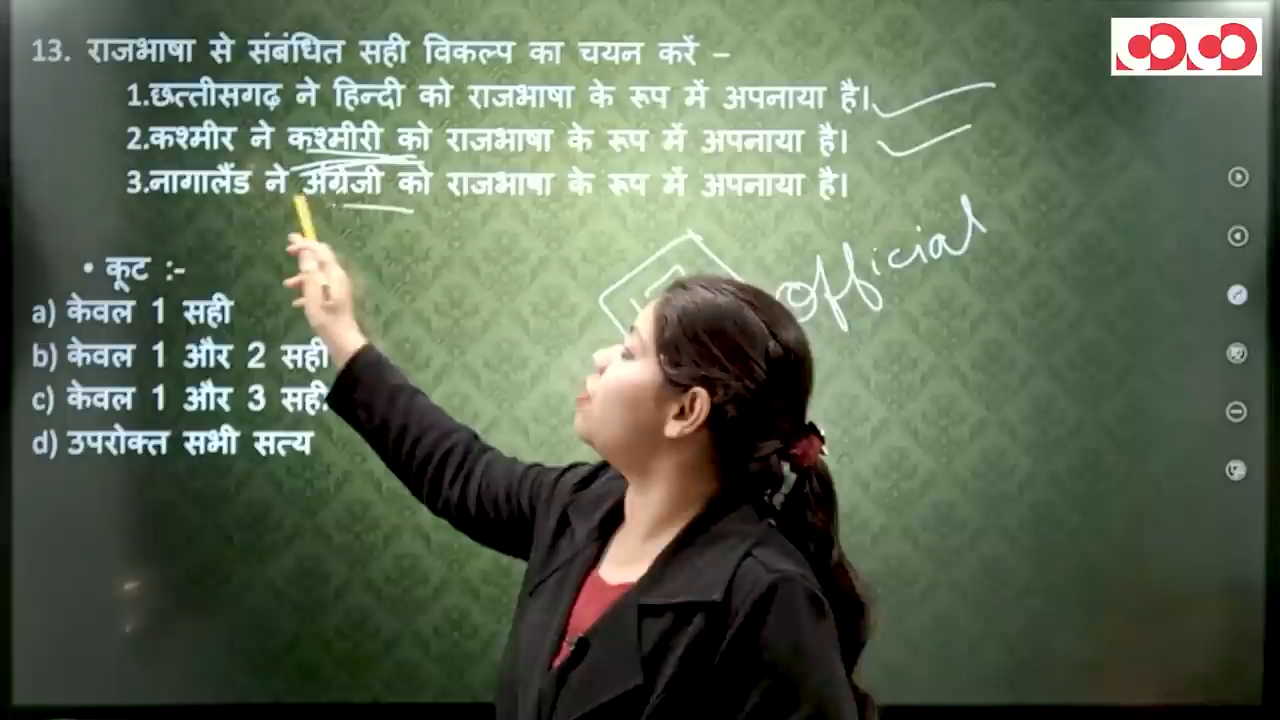 13. राजभाषा से संबंधित सही विकल्प का चयन करें –
1.छत्तीसगढ़ ने हिन्दी को राजभाषा के रूप में अपनाया है।
2.कश्मीर ने कश्मीरी को राजभाषा के रूप में अपनाया है।
3.नागालैंड ने अंग्रेजी को राजभाषा के रूप में अपनाया है।
official
• कूट :-
a) केवल 1 सही
b) केवल 1 और 2 सही
c) केवल 1 और 3 सही
d) उपरोक्त सभी सत्य